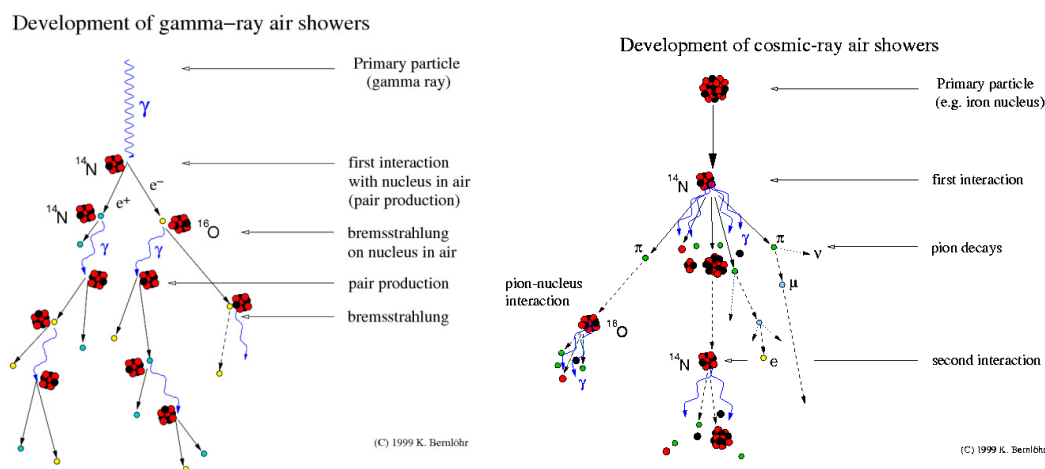 Development of gamma−ray air showers
Primary particle
(gamma ray)
γ
¹⁴N
first interaction
with nucleus in air
(pair production)
e⁻
e⁺
¹⁴N
¹⁶O
bremsstrahlung
on nucleus in air
γ
γ
pair production
bremsstrahlung
(C) 1999 K. Bernlöhr
Development of cosmic-ray air showers
Primary particle
(e.g. iron nucleus)
¹⁴N
first interaction
γ
π
π
ν
pion decays
pion-nucleus
interaction
μ
¹⁶O
¹⁴N
e
second interaction
γ
(C) 1999 K. Bernlöhr